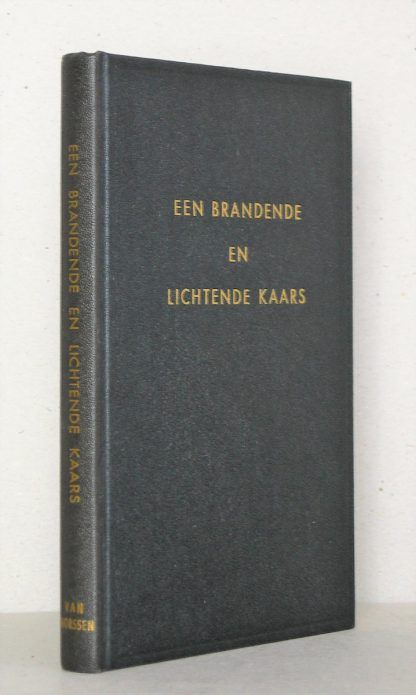 EEN BRANDENDE
EN
LICHTENDE KAARS
EEN BRANDENDE EN LICHTENDE KAARS
VAN